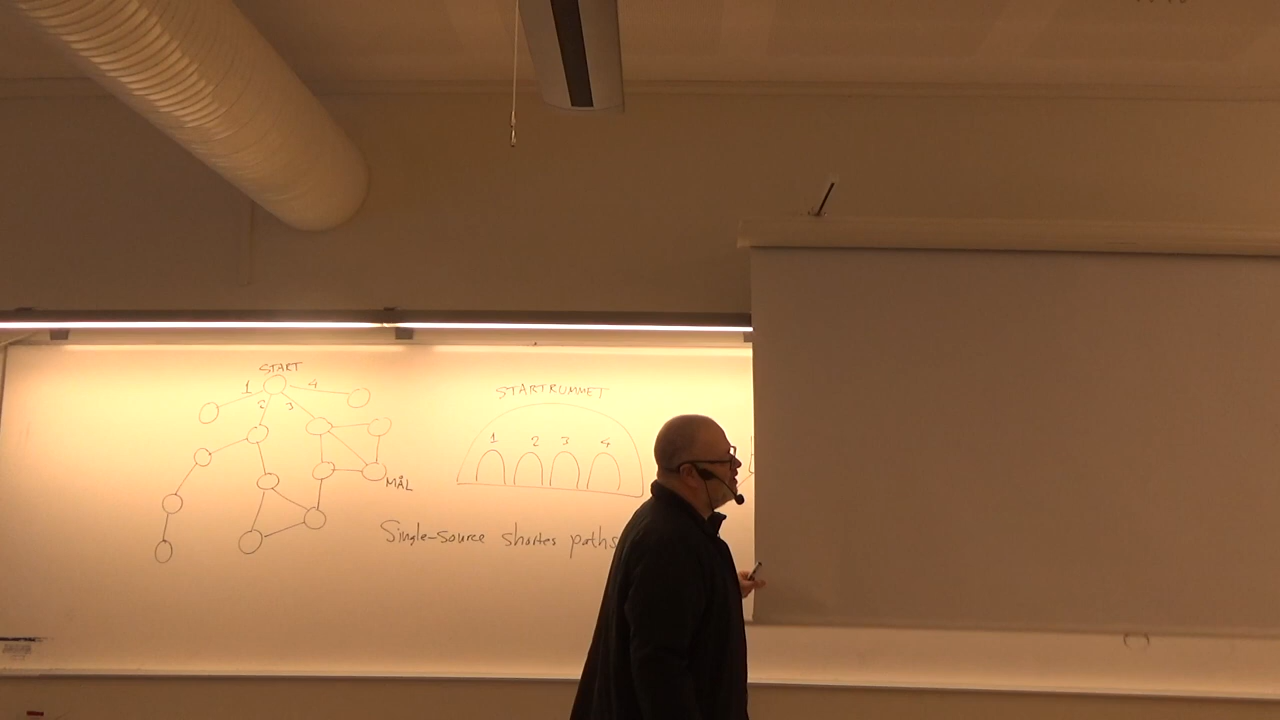 START
1 4
2 3
MÅL
STARTRUMMET
1 2 3 4
Single-source shortes paths